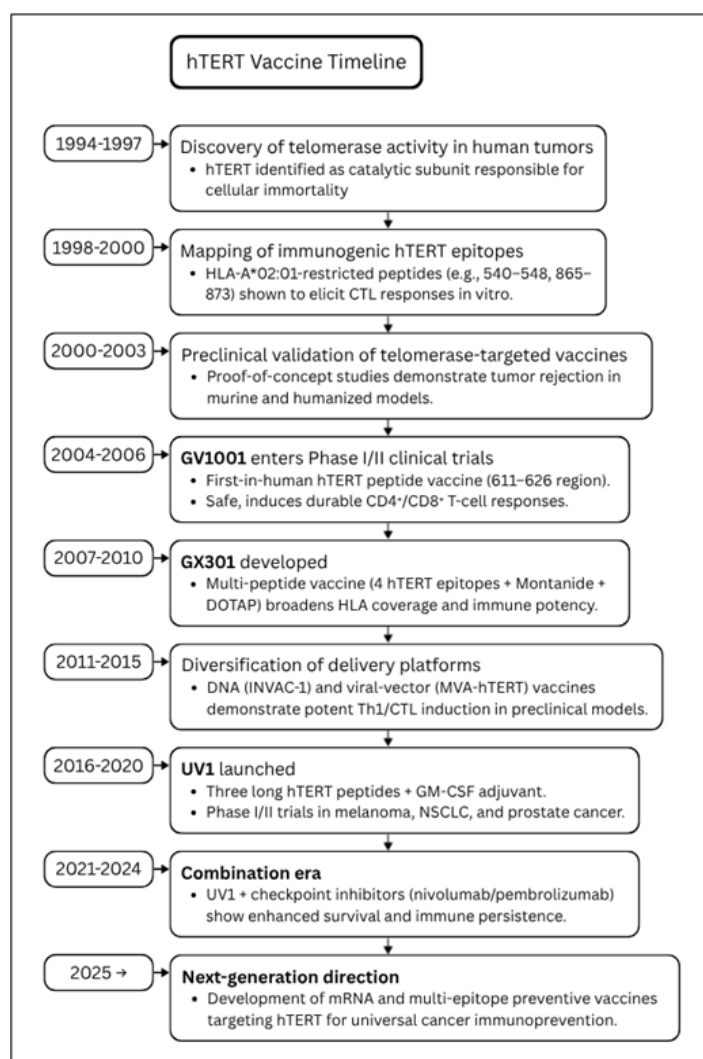 hTERT Vaccine Timeline
1994-1997
Discovery of telomerase activity in human tumors
• hTERT identified as catalytic subunit responsible for
cellular immortality
1998-2000
Mapping of immunogenic hTERT epitopes
• HLA-A*02:01-restricted peptides (e.g., 540–548, 865–
873) shown to elicit CTL responses in vitro.
2000-2003
Preclinical validation of telomerase-targeted vaccines
• Proof-of-concept studies demonstrate tumor rejection in
murine and humanized models.
2004-2006
GV1001 enters Phase I/II clinical trials
• First-in-human hTERT peptide vaccine (611–626 region).
• Safe, induces durable CD4⁺/CD8⁺ T-cell responses.
2007-2010
GX301 developed
• Multi-peptide vaccine (4 hTERT epitopes + Montanide +
DOTAP) broadens HLA coverage and immune potency.
2011-2015
Diversification of delivery platforms
• DNA (INVAC-1) and viral-vector (MVA-hTERT) vaccines
demonstrate potent Th1/CTL induction in preclinical models.
2016-2020
UV1 launched
• Three long hTERT peptides + GM-CSF adjuvant.
• Phase I/II trials in melanoma, NSCLC, and prostate cancer.
2021-2024
Combination era
• UV1 + checkpoint inhibitors (nivolumab/pembrolizumab)
show enhanced survival and immune persistence.
2025 →
Next-generation direction
• Development of mRNA and multi-epitope preventive vaccines
targeting hTERT for universal cancer immunoprevention.